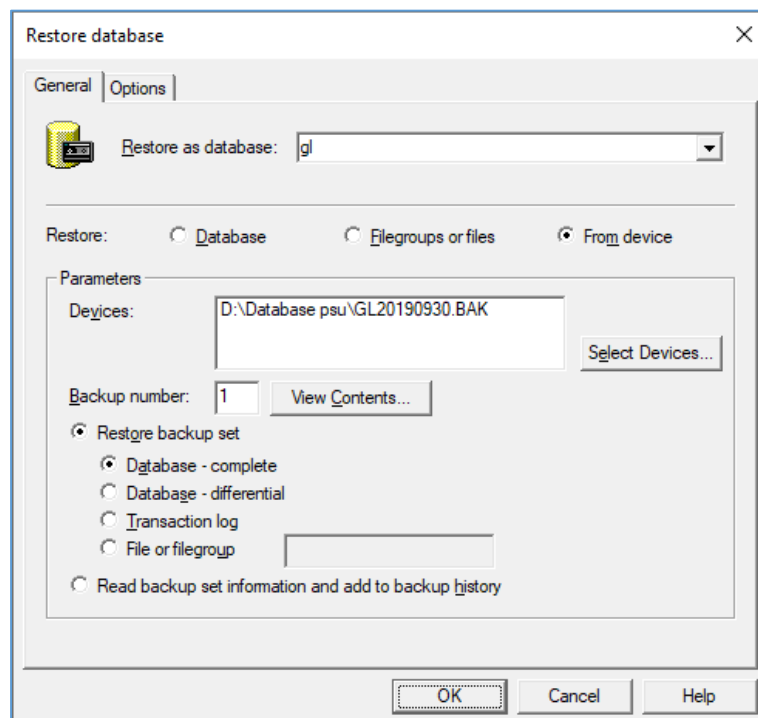 Restore database
General Options
Restore as database: gl
Restore: Database Filegroups or files From device
Parameters
Devices: D:\Database psu\GL20190930.BAK
Select Devices...
Backup number: 1 View Contents...
Restore backup set
Database - complete
Database - differential
Transaction log
File or filegroup
Read backup set information and add to backup history
OK Cancel Help